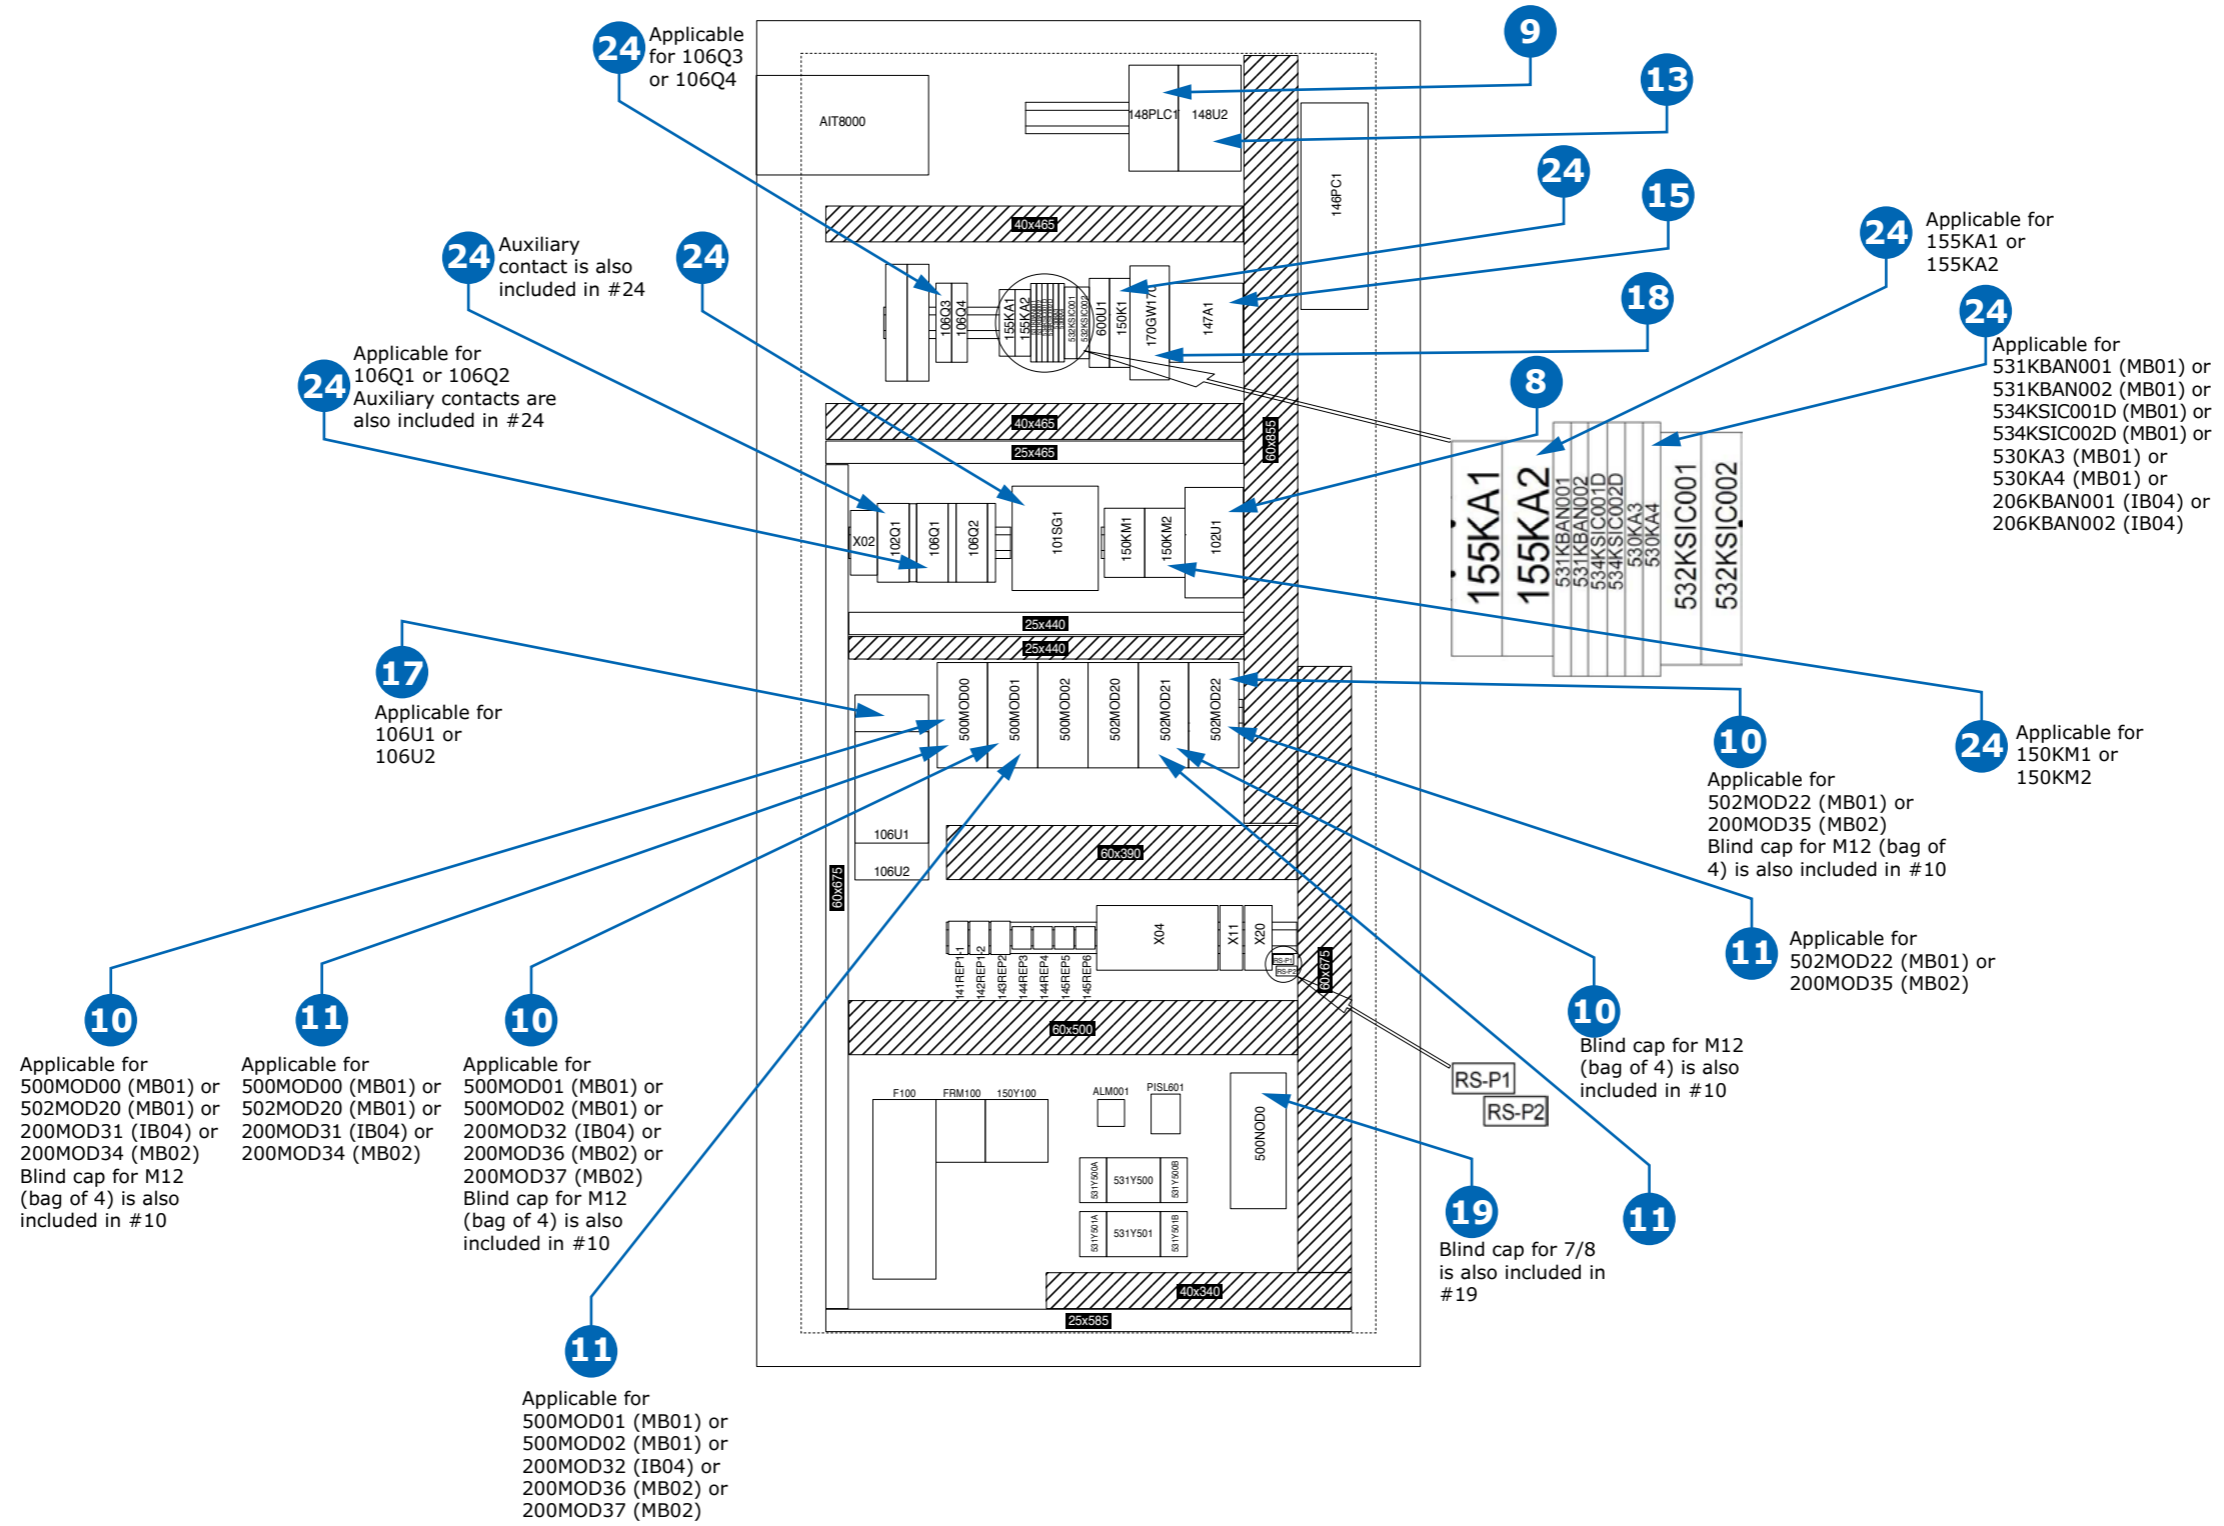 24
Applicable
for 106Q3
or 106Q4
9
13
AIT8000
148PLC1
148U2
146PC1
24
15
40x465
24
Auxiliary
contact is also
included in #24
24
24
Applicable for
155KA1 or
155KA2
18
24
Applicable for
531KBAN001 (MB01) or
531KBAN002 (MB01) or
534KSIC001D (MB01) or
534KSIC002D (MB01) or
530KA3 (MB01) or
530KA4 (MB01) or
206KBAN001 (IB04) or
206KBAN002 (IB04)
106Q3
106Q4
155KA1
155KA2
532KSIC001
532KSIC002
600U1
150K1
170GW170
147A1
24
Applicable for
106Q1 or 106Q2
Auxiliary contacts are
also included in #24
8
40x465
25x465
60x855
155KA1
155KA2
531KBAN001
531KBAN002
534KSIC001D
534KSIC002D
530KA3
530KA4
532KSIC001
532KSIC002
X02
102Q1
106Q1
106Q2
101SG1
150KM1
150KM2
102U1
25x440
25x440
17
Applicable for
106U1 or
106U2
500MOD00
500MOD01
500MOD02
502MOD20
502MOD21
502MOD22
10
Applicable for
502MOD22 (MB01) or
200MOD35 (MB02)
Blind cap for M12 (bag of
4) is also included in #10
24
Applicable for
150KM1 or
150KM2
106U1
106U2
60x390
60x675
X04
X11
X20
RS-P1
RS-P2
60x675
141REP1-1
142REP1-2
143REP2
144REP3
144REP4
145REP5
145REP6
11
Applicable for
502MOD22 (MB01) or
200MOD35 (MB02)
10
Applicable for
500MOD00 (MB01) or
502MOD20 (MB01) or
200MOD31 (IB04) or
200MOD34 (MB02)
Blind cap for M12
(bag of 4) is also
included in #10
11
Applicable for
500MOD00 (MB01) or
502MOD20 (MB01) or
200MOD31 (IB04) or
200MOD34 (MB02)
10
Applicable for
500MOD01 (MB01) or
500MOD02 (MB01) or
200MOD32 (IB04) or
200MOD36 (MB02) or
200MOD37 (MB02)
Blind cap for M12
(bag of 4) is also
included in #10
60x500
10
Blind cap for M12
(bag of 4) is also
included in #10
RS-P1
RS-P2
F100
FRM100
150Y100
ALM001
PISL601
500NOD0
531Y500A
531Y500
531Y500B
531Y501A
531Y501
531Y501B
19
Blind cap for 7/8
is also included in
#19
11
40x340
25x585
11
Applicable for
500MOD01 (MB01) or
500MOD02 (MB01) or
200MOD32 (IB04) or
200MOD36 (MB02) or
200MOD37 (MB02)